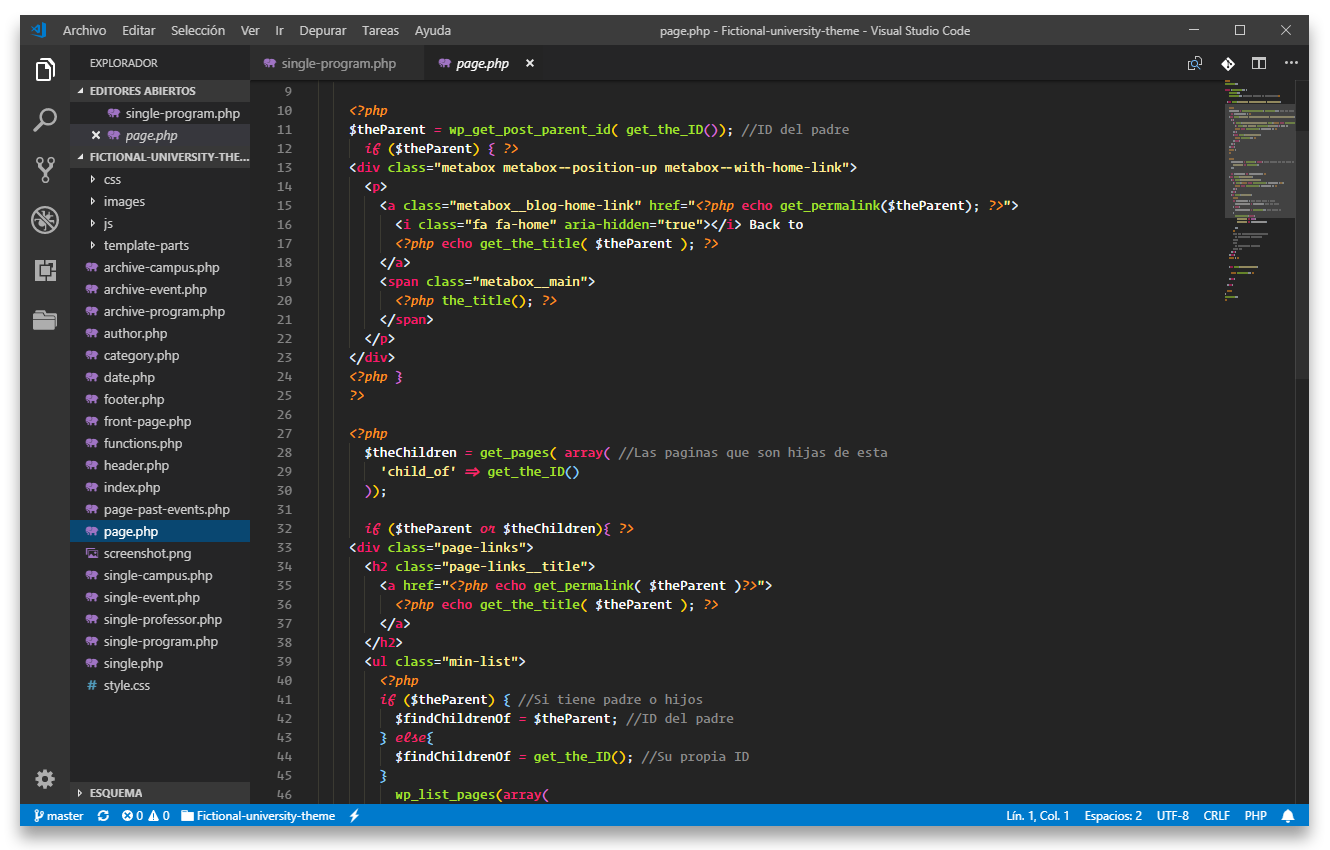 Archivo Editar Selección Ver Ir Depurar Tareas Ayuda
page.php - Fictional-university-theme - Visual Studio Code
EXPLORADOR
EDITORES ABIERTOS
single-program.php
page.php
FICTIONAL-UNIVERSITY-THE...
css
images
js
template-parts
archive-campus.php
archive-event.php
archive-program.php
author.php
category.php
date.php
footer.php
front-page.php
functions.php
header.php
index.php
page-past-events.php
page.php
screenshot.png
single-campus.php
single-event.php
single-professor.php
single-program.php
single.php
# style.css
ESQUEMA
single-program.php page.php
9
10 <?php
11 $theParent = wp_get_post_parent_id( get_the_ID()); //ID del padre
12 if ($theParent) { ?>
13 <div class="metabox metabox--position-up metabox--with-home-link">
14 <p>
15 <a class="metabox__blog-home-link" href="<?php echo get_permalink($theParent); ?>">
16 <i class="fa fa-home" aria-hidden="true"></i> Back to
17 <?php echo get_the_title( $theParent ); ?>
18 </a>
19 <span class="metabox__main">
20 <?php the_title(); ?>
21 </span>
22 </p>
23 </div>
24 <?php }
25 ?>
26
27 <?php
28 $theChildren = get_pages( array( //Las paginas que son hijas de esta
29 'child_of' => get_the_ID()
30 ));
31
32 if ($theParent or $theChildren){ ?>
33 <div class="page-links">
34 <h2 class="page-links__title">
35 <a href="<?php echo get_permalink( $theParent )?>">
36 <?php echo get_the_title( $theParent ); ?>
37 </a>
38 </h2>
39 <ul class="min-list">
40 <?php
41 if ($theParent) { //Si tiene padre o hijos
42 $findChildrenOf = $theParent; //ID del padre
43 } else{
44 $findChildrenOf = get_the_ID(); //Su propia ID
45 }
46 wp_list_pages(array(
master 0 0 Fictional-university-theme
Lín. 1, Col. 1 Espacios: 2 UTF-8 CRLF PHP